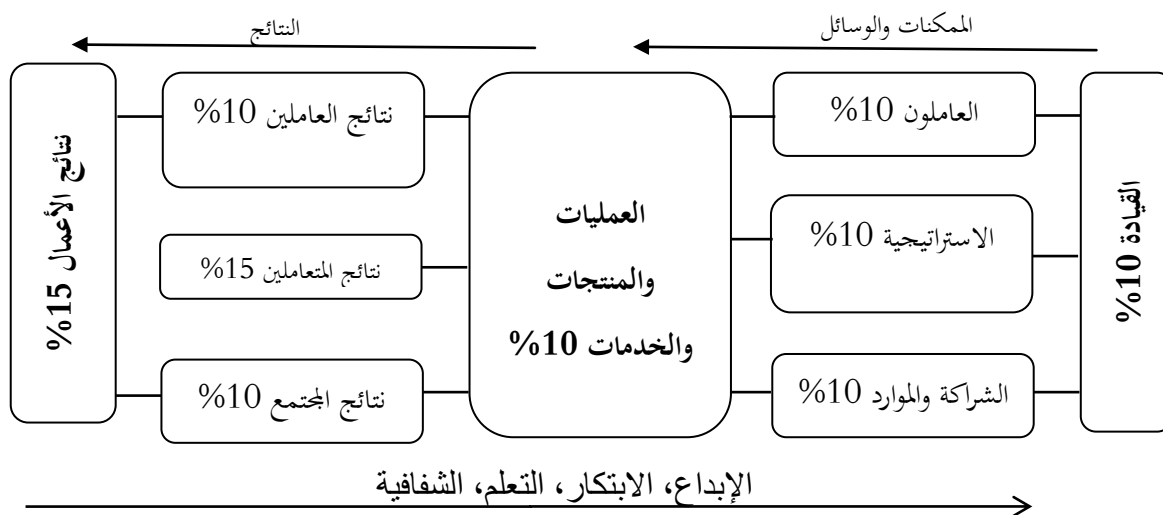 الممكنات والوسائل
النتائج
القيادة 10%
العاملون 10%
الاستراتيجية 10%
الشراكة والموارد 10%
العمليات
والمنتجات
والخدمات 10%
نتائج العاملين 10%
نتائج المتعاملين 15%
نتائج المجتمع 10%
نتائج الأعمال 15%
الإبداع، الابتكار، التعلم، الشفافية